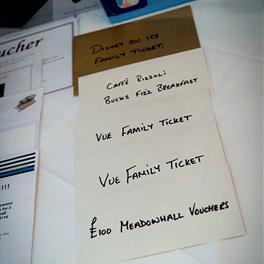 ucher
DISNEY ON ICE
FAMILY TICKET.
CAFFÉ RIZZOLI
BUCKS FIZZ BREAKFAST
VUE FAMILY TICKET
VUE FAMILY TICKET
£100 MEADOWHALL VOUCHERS
!!!